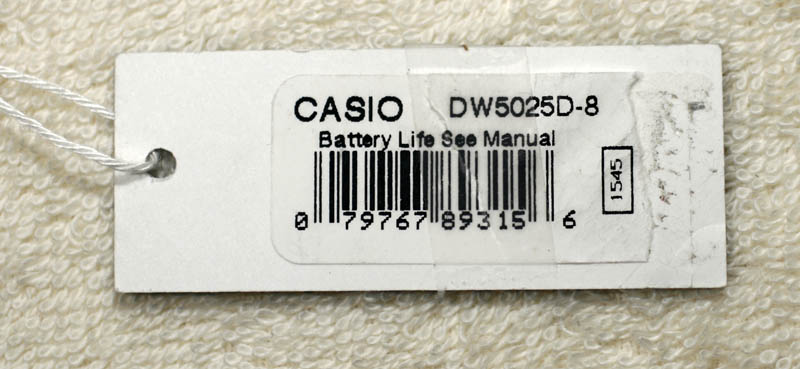 CASIO DW5025D-8
Battery Life See Manual
1545
0 79767 89315 6